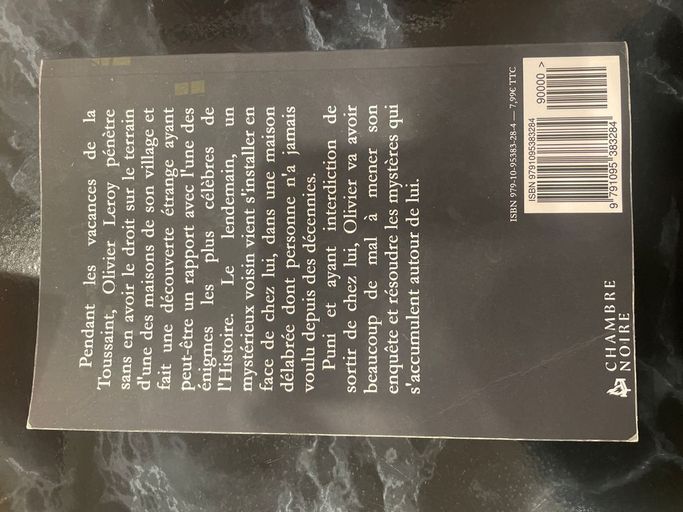 Pendant les vacances de la
Toussaint, Olivier Leroy pénètre
sans en avoir le droit sur le terrain
d'une des maisons de son village et
fait une découverte étrange ayant
peut-être un rapport avec l'une des
énigmes les plus célèbres de
l'Histoire. Le lendemain, un
mystérieux voisin vient s'installer en
face de chez lui, dans une maison
délabrée dont personne n'a jamais
voulu depuis des décennies.
Puni et ayant interdiction de
sortir de chez lui, Olivier va avoir
beaucoup de mal à mener son
enquête et résoudre les mystères qui
s'accumulent autour de lui.
ISBN 979-10-95383-28-4 — 7,99€ TTC
ISBN 9791095383284
90000 >
9 791095 383284
CHAMBRE
NOIRE